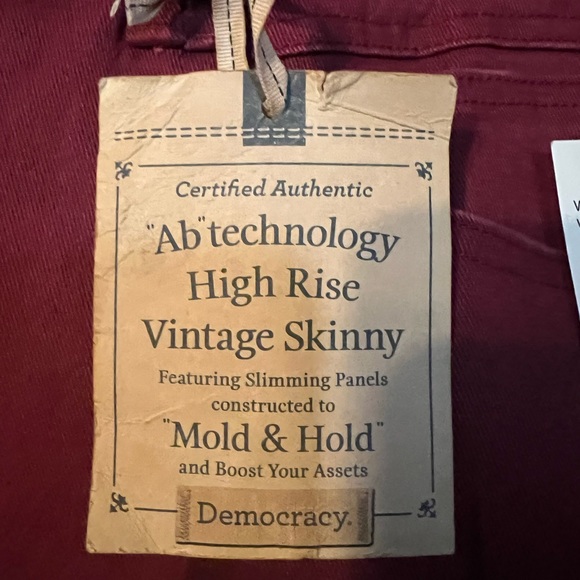 Certified Authentic
"Ab"technology
High Rise
Vintage Skinny
Featuring Slimming Panels
constructed to
"Mold & Hold"
and Boost Your Assets
Democracy.